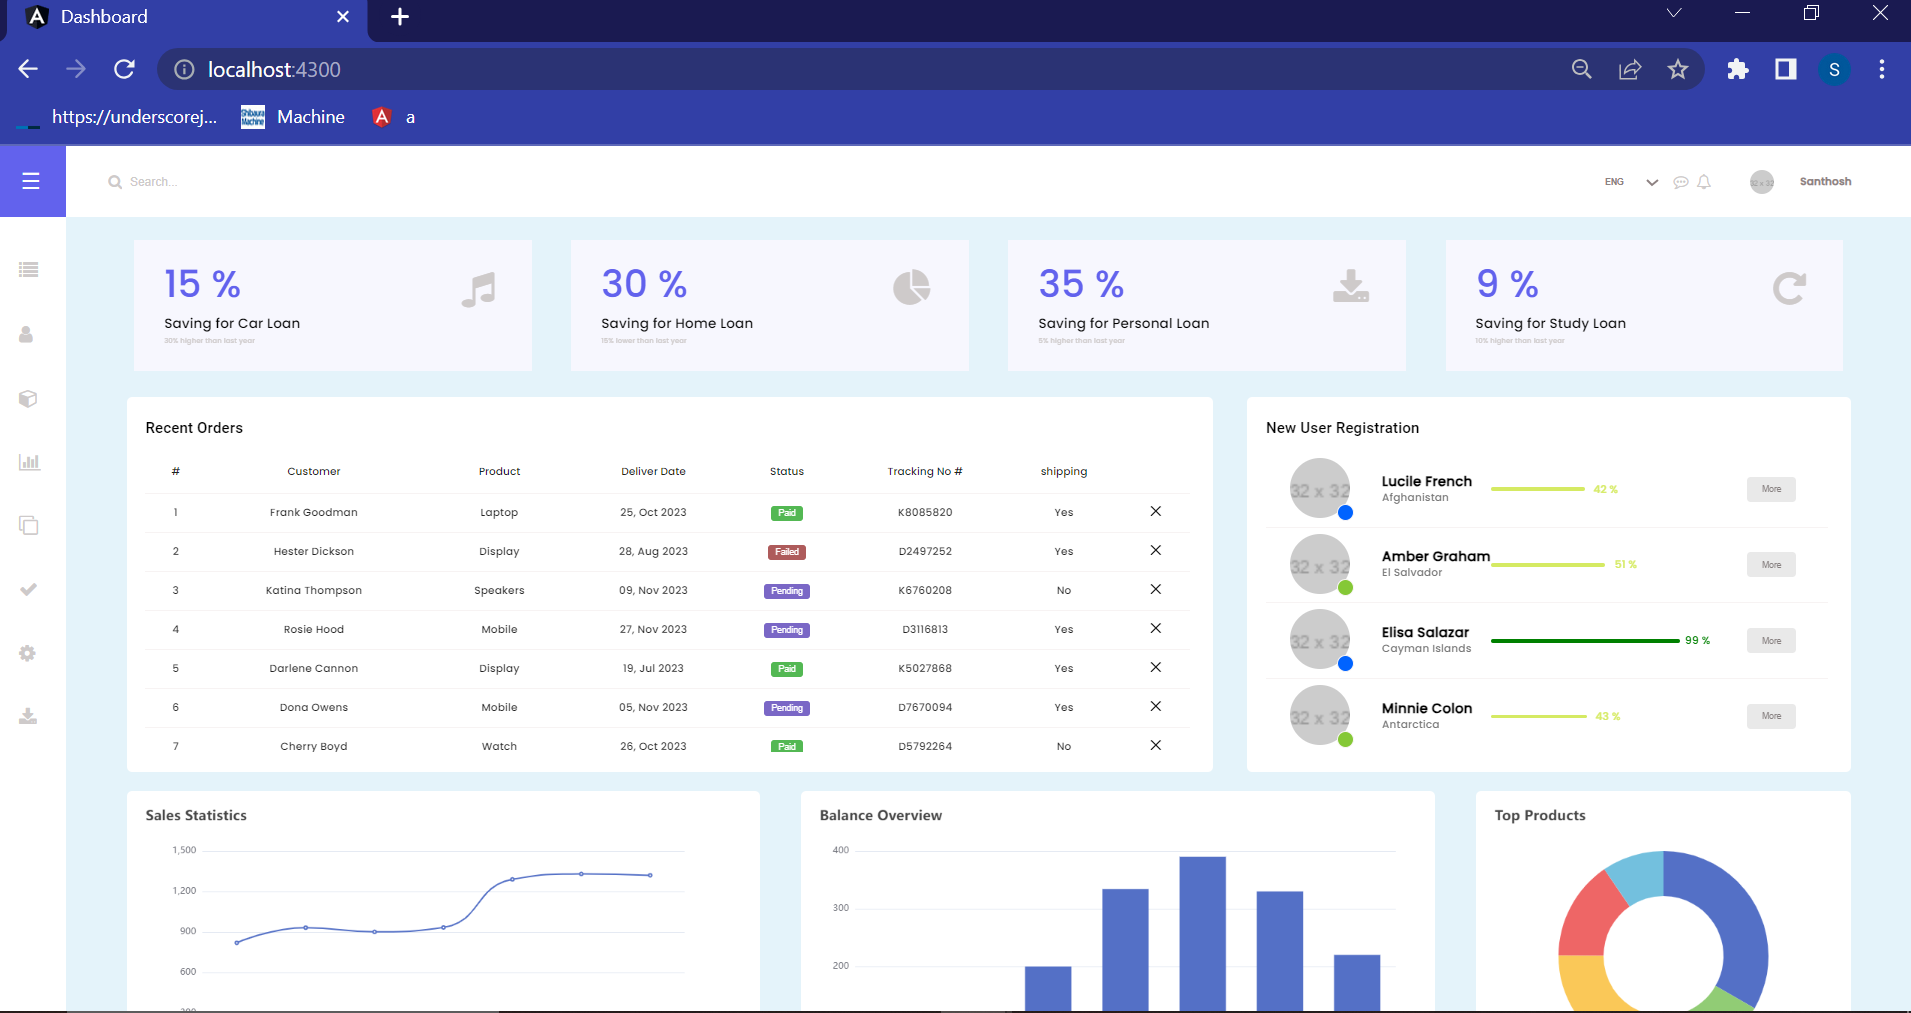 Dashboard
localhost:4300
S
https://underscorej...
Shibaura Machine
Machine
a
Search...
ENG
32 x 32
Santhosh
15 %
Saving for Car Loan
30% higher than last year
30 %
Saving for Home Loan
15% lower than last year
35 %
Saving for Personal Loan
5% higher than last year
9 %
Saving for Study Loan
10% higher than last year
Recent Orders
# Customer Product Deliver Date Status Tracking No # shipping
1 Frank Goodman Laptop 25, Oct 2023 Paid K8085820 Yes
2 Hester Dickson Display 28, Aug 2023 Failed D2497252 Yes
3 Katina Thompson Speakers 09, Nov 2023 Pending K6760208 No
4 Rosie Hood Mobile 27, Nov 2023 Pending D3116813 Yes
5 Darlene Cannon Display 19, Jul 2023 Paid K5027868 Yes
6 Dona Owens Mobile 05, Nov 2023 Pending D7670094 Yes
7 Cherry Boyd Watch 26, Oct 2023 Paid D5792264 No
New User Registration
32 x 32
Lucile French
Afghanistan
42 %
More
32 x 32
Amber Graham
El Salvador
51 %
More
32 x 32
Elisa Salazar
Cayman Islands
99 %
More
32 x 32
Minnie Colon
Antarctica
43 %
More
Sales Statistics
1,500
1,200
900
600
Balance Overview
400
300
200
Top Products